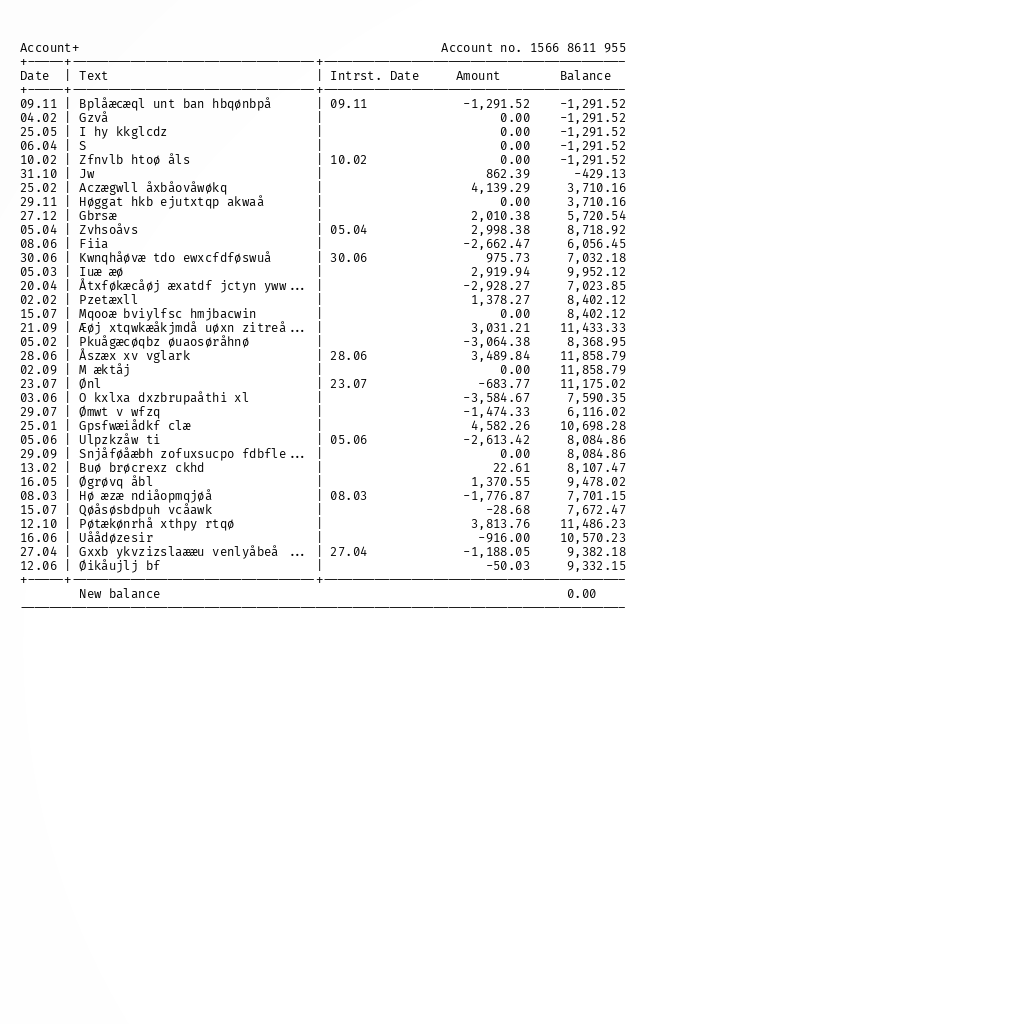 Account+ Account no. 1566 8611 955
Date | Text | Intrst. Date Amount Balance
09.11 | Bplåæcæql unt ban hbqønbpå | 09.11 -1,291.52 -1,291.52
04.02 | Gzvå | 0.00 -1,291.52
25.05 | I hy kkglcdz | 0.00 -1,291.52
06.04 | S | 0.00 -1,291.52
10.02 | Zfnvlb htoø åls | 10.02 0.00 -1,291.52
31.10 | Jw | 862.39 -429.13
25.02 | Aczægwll åxbåovåwøkq | 4,139.29 3,710.16
29.11 | Høggat hkb ejutxtqp akwaå | 0.00 3,710.16
27.12 | Gbrsæ | 2,010.38 5,720.54
05.04 | Zvhsoåvs | 05.04 2,998.38 8,718.92
08.06 | Fiia | -2,662.47 6,056.45
30.06 | Kwnqhåøvæ tdo ewxcfdføswuå | 30.06 975.73 7,032.18
05.03 | Iuæ æø | 2,919.94 9,952.12
20.04 | Åtxføkæcåøj æxatdf jctyn yww... | -2,928.27 7,023.85
02.02 | Pzetæxll | 1,378.27 8,402.12
15.07 | Mqooæ bviylfsc hmjbacwin | 0.00 8,402.12
21.09 | Æøj xtqwkæåkjmdå uøxn zitreå... | 3,031.21 11,433.33
05.02 | Pkuågæcøqbz øuaosøråhnø | -3,064.38 8,368.95
28.06 | Åszæx xv vglark | 28.06 3,489.84 11,858.79
02.09 | M æktåj | 0.00 11,858.79
23.07 | Ønl | 23.07 -683.77 11,175.02
03.06 | O kxlxa dxzbrupaåthi xl | -3,584.67 7,590.35
29.07 | Ømwt v wfzq | -1,474.33 6,116.02
25.01 | Gpsfwæiådkf clæ | 4,582.26 10,698.28
05.06 | Ulpzkzåw ti | 05.06 -2,613.42 8,084.86
29.09 | Snjåføåæbh zofuxsucpo fdbfle... | 0.00 8,084.86
13.02 | Buø brøcrexz ckhd | 22.61 8,107.47
16.05 | Øgrøvq åbl | 1,370.55 9,478.02
08.03 | Hø æzæ ndiåopmqjøå | 08.03 -1,776.87 7,701.15
15.07 | Qøåsøsbdpuh vcåawk | -28.68 7,672.47
12.10 | Pøtækønrhå xthpy rtqø | 3,813.76 11,486.23
16.06 | Uåådøzesir | -916.00 10,570.23
27.04 | Gxxb ykvzizslaææu venlyåbeå ... | 27.04 -1,188.05 9,382.18
12.06 | Øikåujlj bf | -50.03 9,332.15
New balance 0.00